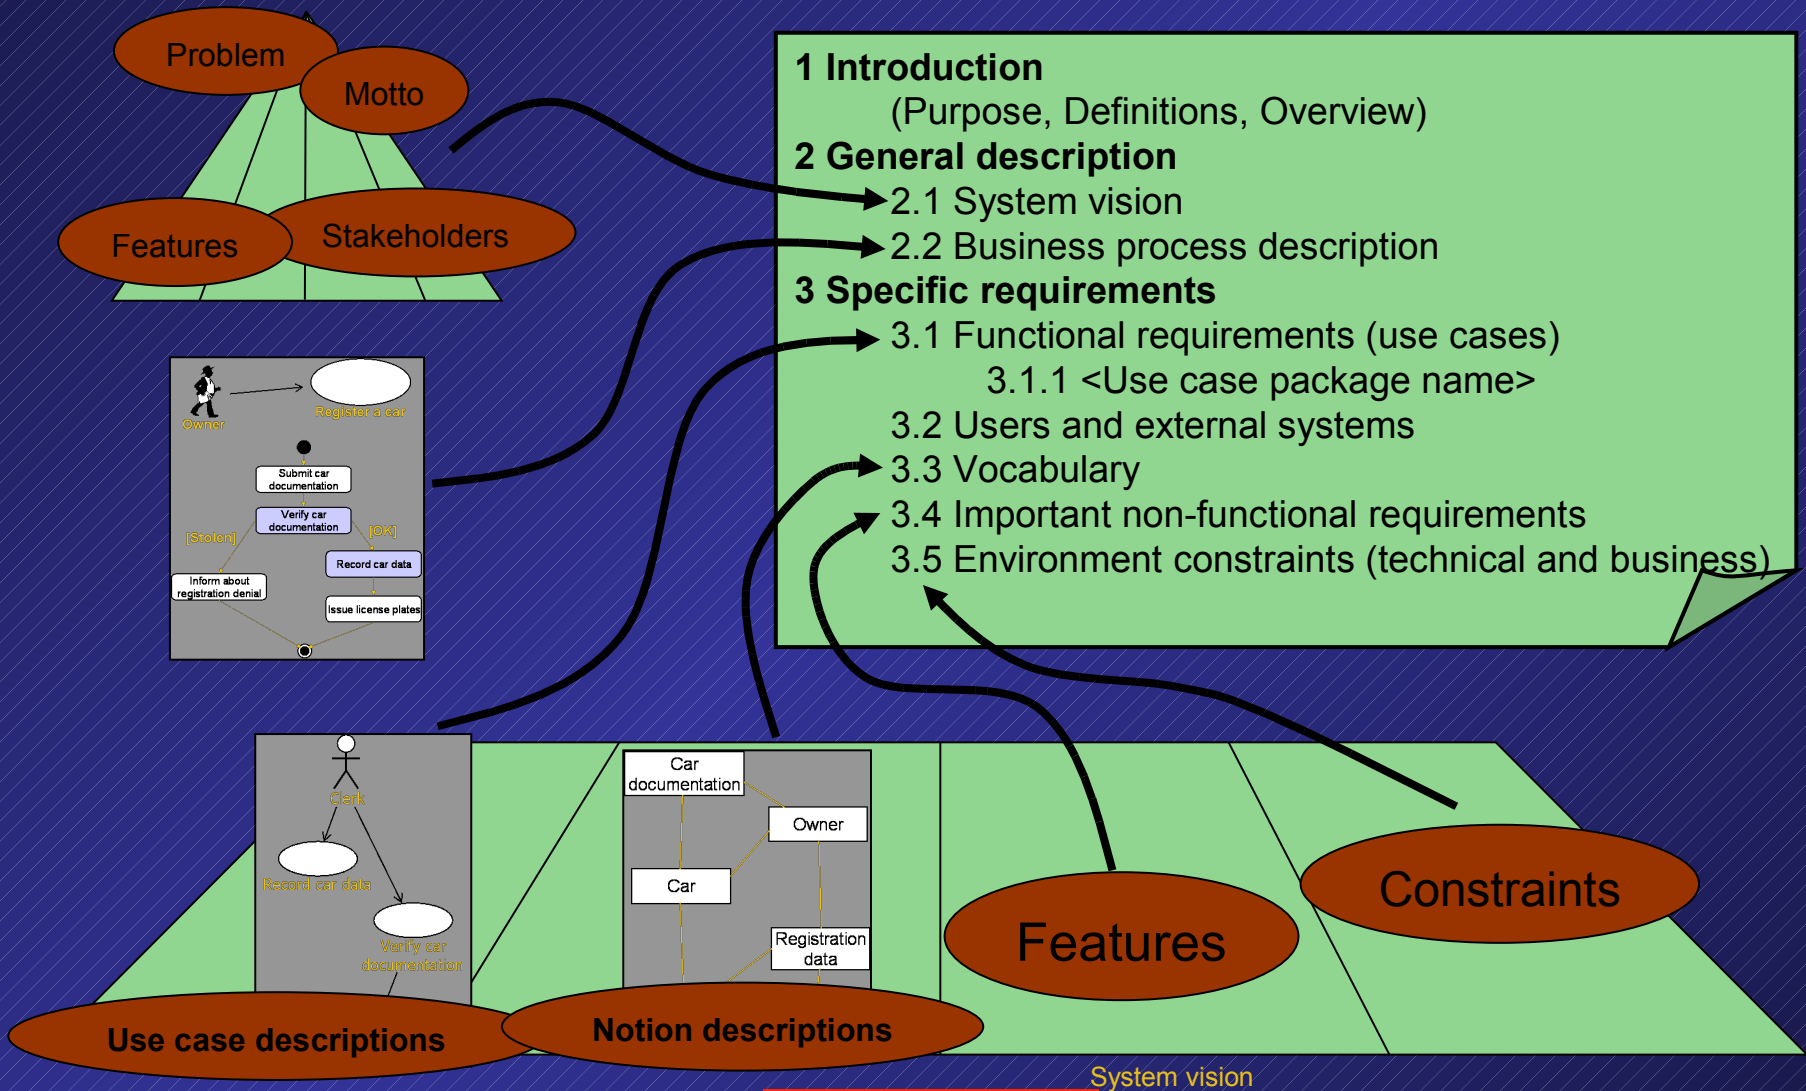 Problem
Motto
Features
Stakeholders
1 Introduction
(Purpose, Definitions, Overview)
2 General description
2.1 System vision
2.2 Business process description
3 Specific requirements
3.1 Functional requirements (use cases)
3.1.1 <Use case package name>
3.2 Users and external systems
3.3 Vocabulary
3.4 Important non-functional requirements
3.5 Environment constraints (technical and business)
Owner
Register a car
Submit car
documentation
Verify car
documentation
[Stolen]
[OK]
Record car data
Inform about
registration denial
Issue license plates
Clerk
Record car data
Verify car
documentation
Use case descriptions
Car
documentation
Owner
Car
Registration
data
Notion descriptions
Features
Constraints
System vision